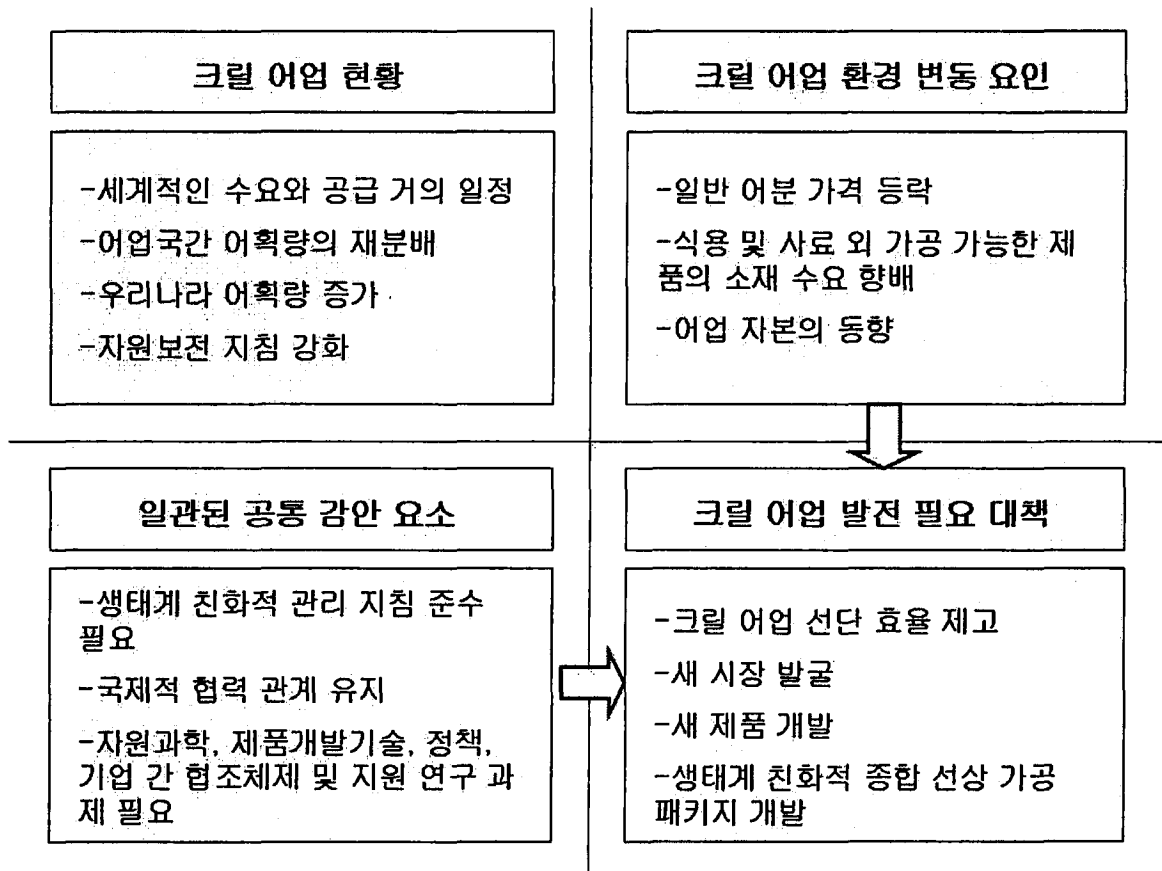 크릴 어업 현황
-세계적인 수요와 공급 거의 일정
-어업국간 어획량의 재분배
-우리나라 어획량 증가
-자원보전 지침 강화
크릴 어업 환경 변동 요인
-일반 어분 가격 등락
-식용 및 사료 외 가공 가능한 제
품의 소재 수요 향배
-어업 자본의 동향
일관된 공통 감안 요소
-생태계 친화적 관리 지침 준수
필요
-국제적 협력 관계 유지
-자원과학, 제품개발기술, 정책,
기업 간 협조체제 및 지원 연구 과
제 필요
크릴 어업 발전 필요 대책
-크릴 어업 선단 효율 제고
-새 시장 발굴
-새 제품 개발
-생태계 친화적 종합 선상 가공
패키지 개발